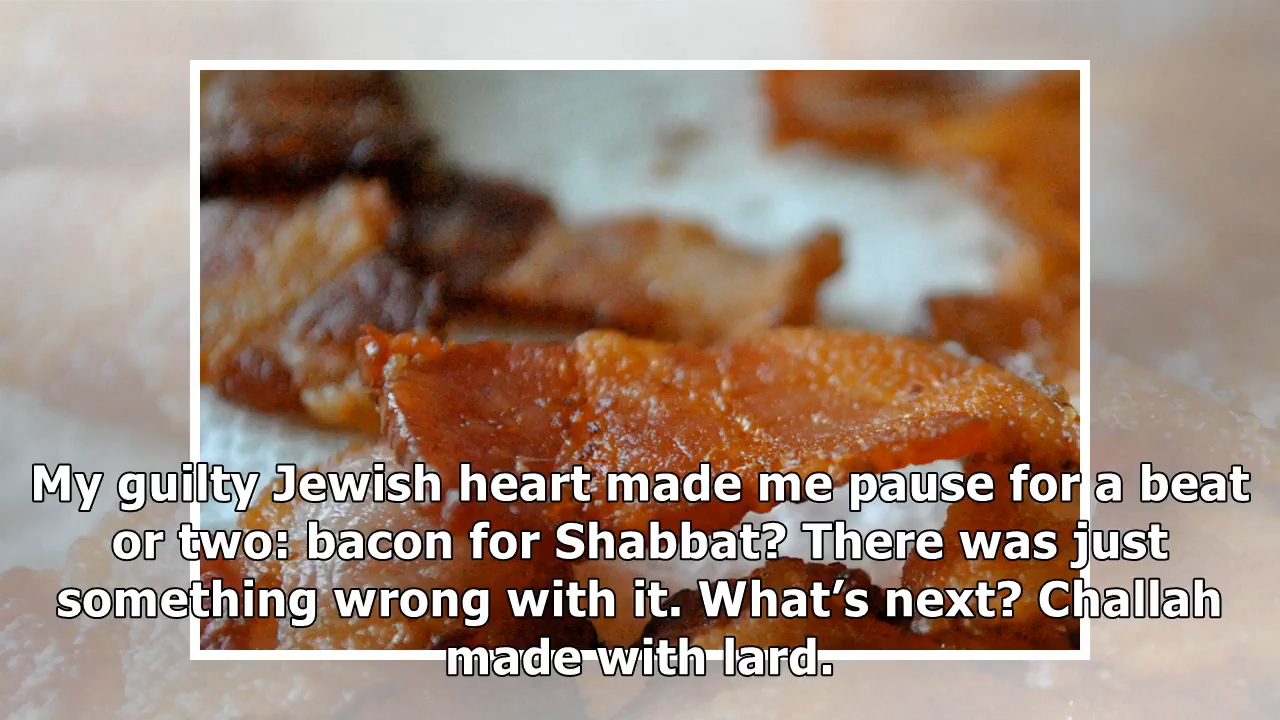 My guilty Jewish heart made me pause for a beat
or two: bacon for Shabbat? There was just
something wrong with it. What’s next? Challah
made with lard.